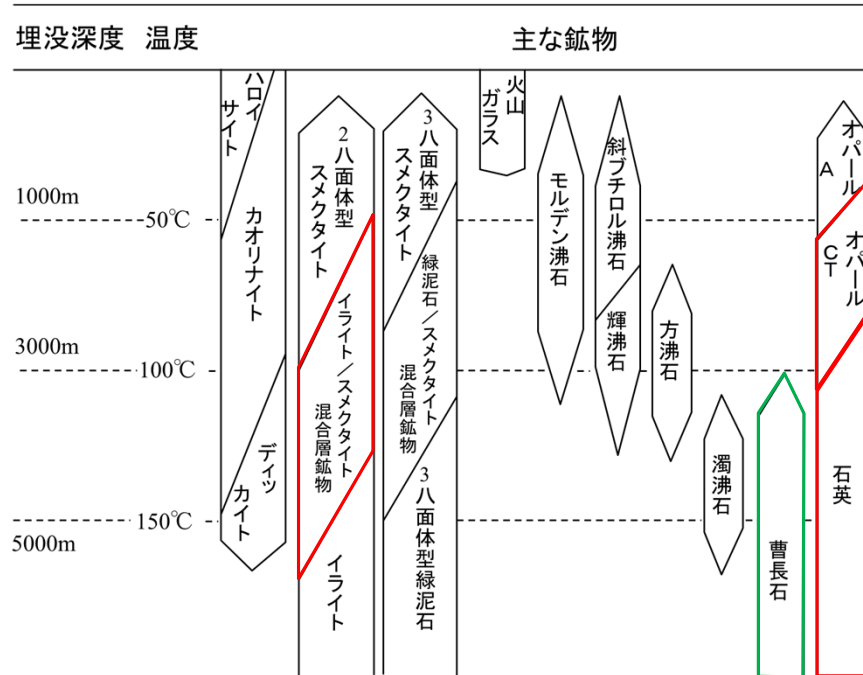 埋没深度 温度 主な鉱物
1000m
3000m
5000m
50℃
100℃
150℃
ハロイ
サイト
カオリナイト
ディッ
カイト
2八面体型
スメクタイト
イライト/スメクタイト
混合層鉱物
イライト
3八面体型
スメクタイト
緑泥石/スメクタイト
混合層鉱物
3八面体型緑泥石
火山
ガラス
モルデン沸石
斜プチロル沸石
輝沸石
方沸石
濁沸石
曹長石
オパール
A
オパール
CT
石英